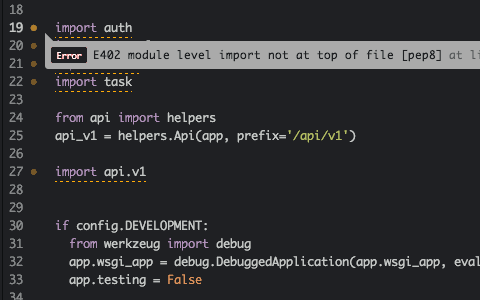 18
19 import auth
20
Error E402 module level import not at top of file [pep8] at
21
22 import task
23
24 from api import helpers
25 api_v1 = helpers.Api(app, prefix='/api/v1')
26
27 import api.v1
28
29
30 if config.DEVELOPMENT:
31 from werkzeug import debug
32 app.wsgi_app = debug.DebuggedApplication(app.wsgi_app, eval
33 app.testing = False
34